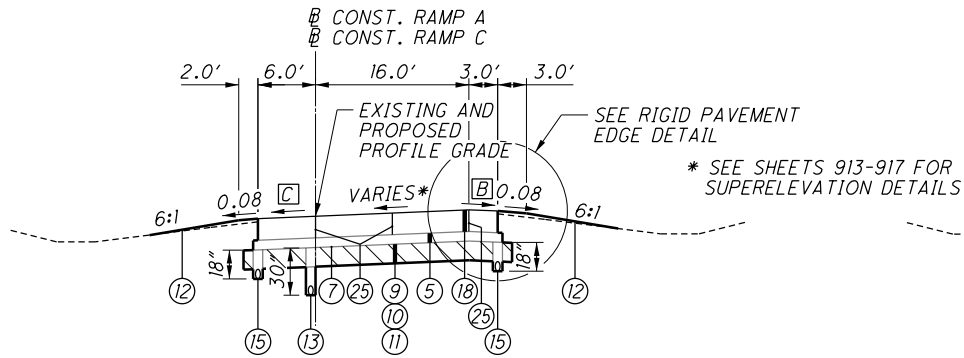 ℄ CONST. RAMP A
℄ CONST. RAMP C
2.0' 6.0' 16.0' 3.0' 3.0'
EXISTING AND
PROPOSED
PROFILE GRADE
SEE RIGID PAVEMENT
EDGE DETAIL
* SEE SHEETS 913-917 FOR
SUPERELEVATION DETAILS
6:1 0.08 C VARIES* B 0.08 6:1
18" 30" 18"
12 7 25 9 5 18 12
10 25
15 13 11 15